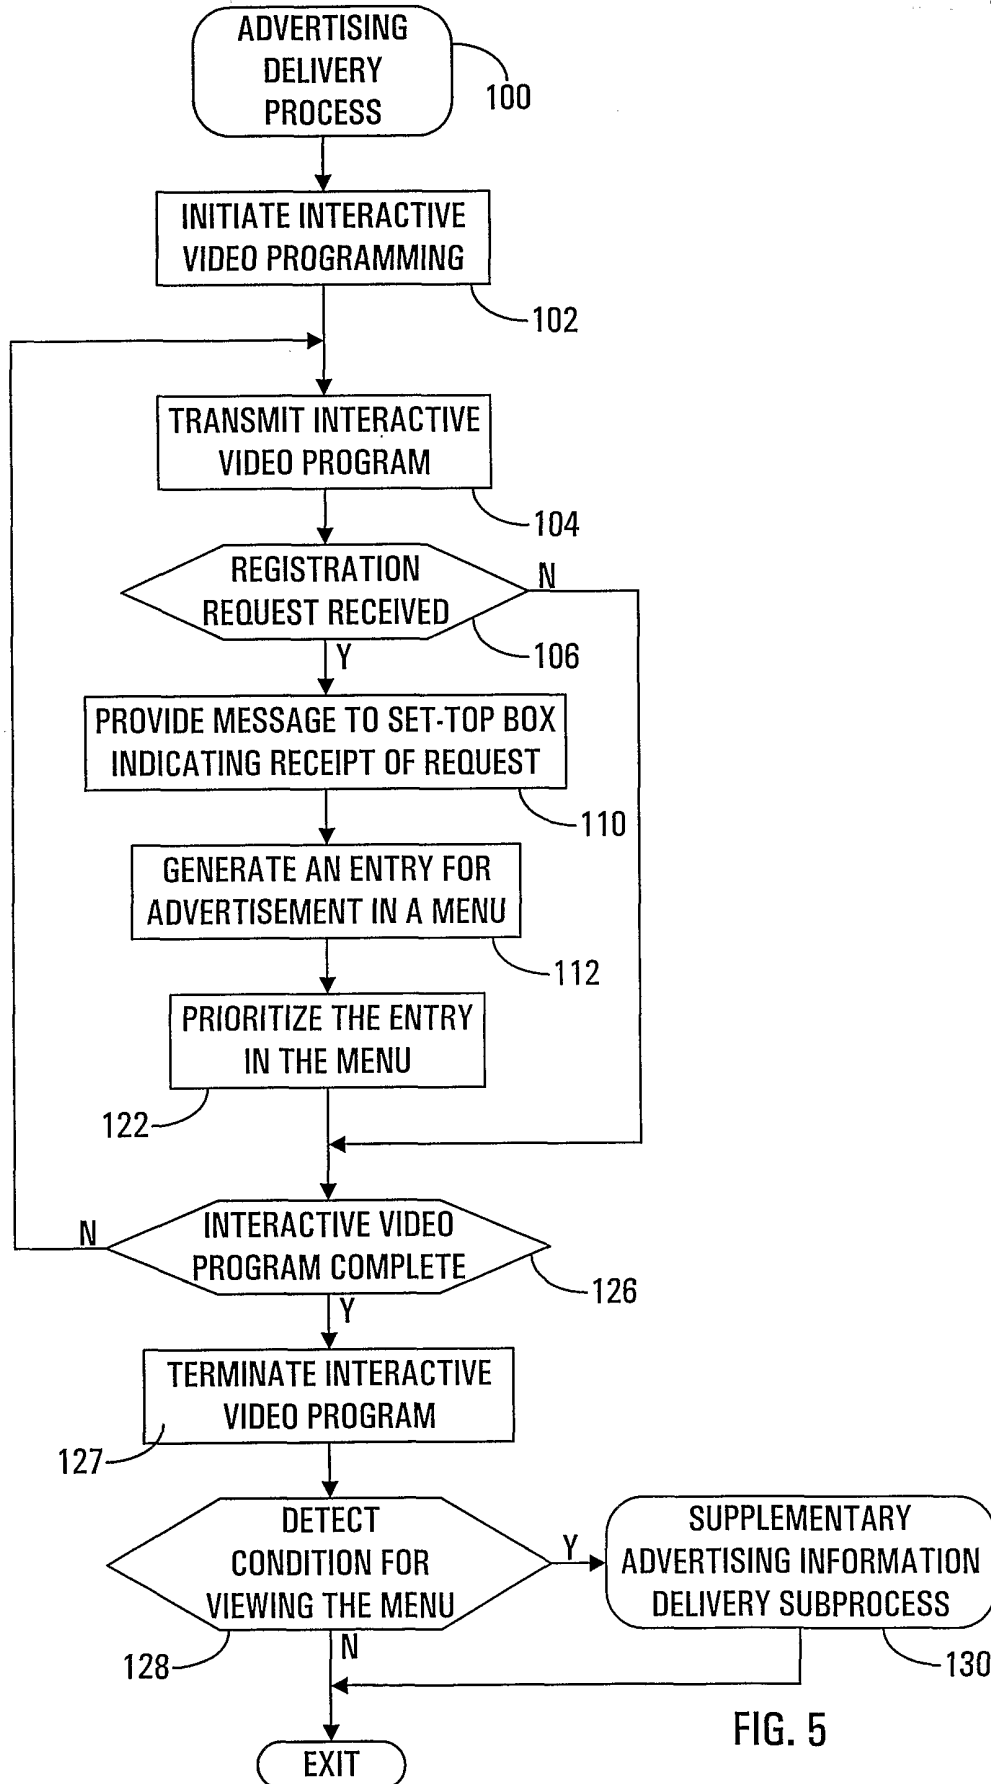 ADVERTISING
DELIVERY
PROCESS
100
INITIATE INTERACTIVE
VIDEO PROGRAMMING
102
TRANSMIT INTERACTIVE
VIDEO PROGRAM
104
REGISTRATION
REQUEST RECEIVED
N
106
Y
PROVIDE MESSAGE TO SET-TOP BOX
INDICATING RECEIPT OF REQUEST
110
GENERATE AN ENTRY FOR
ADVERTISEMENT IN A MENU
112
PRIORITIZE THE ENTRY
IN THE MENU
122
N
INTERACTIVE VIDEO
PROGRAM COMPLETE
126
Y
TERMINATE INTERACTIVE
VIDEO PROGRAM
127
DETECT
CONDITION FOR
VIEWING THE MENU
Y
128
N
SUPPLEMENTARY
ADVERTISING INFORMATION
DELIVERY SUBPROCESS
130
FIG. 5
EXIT